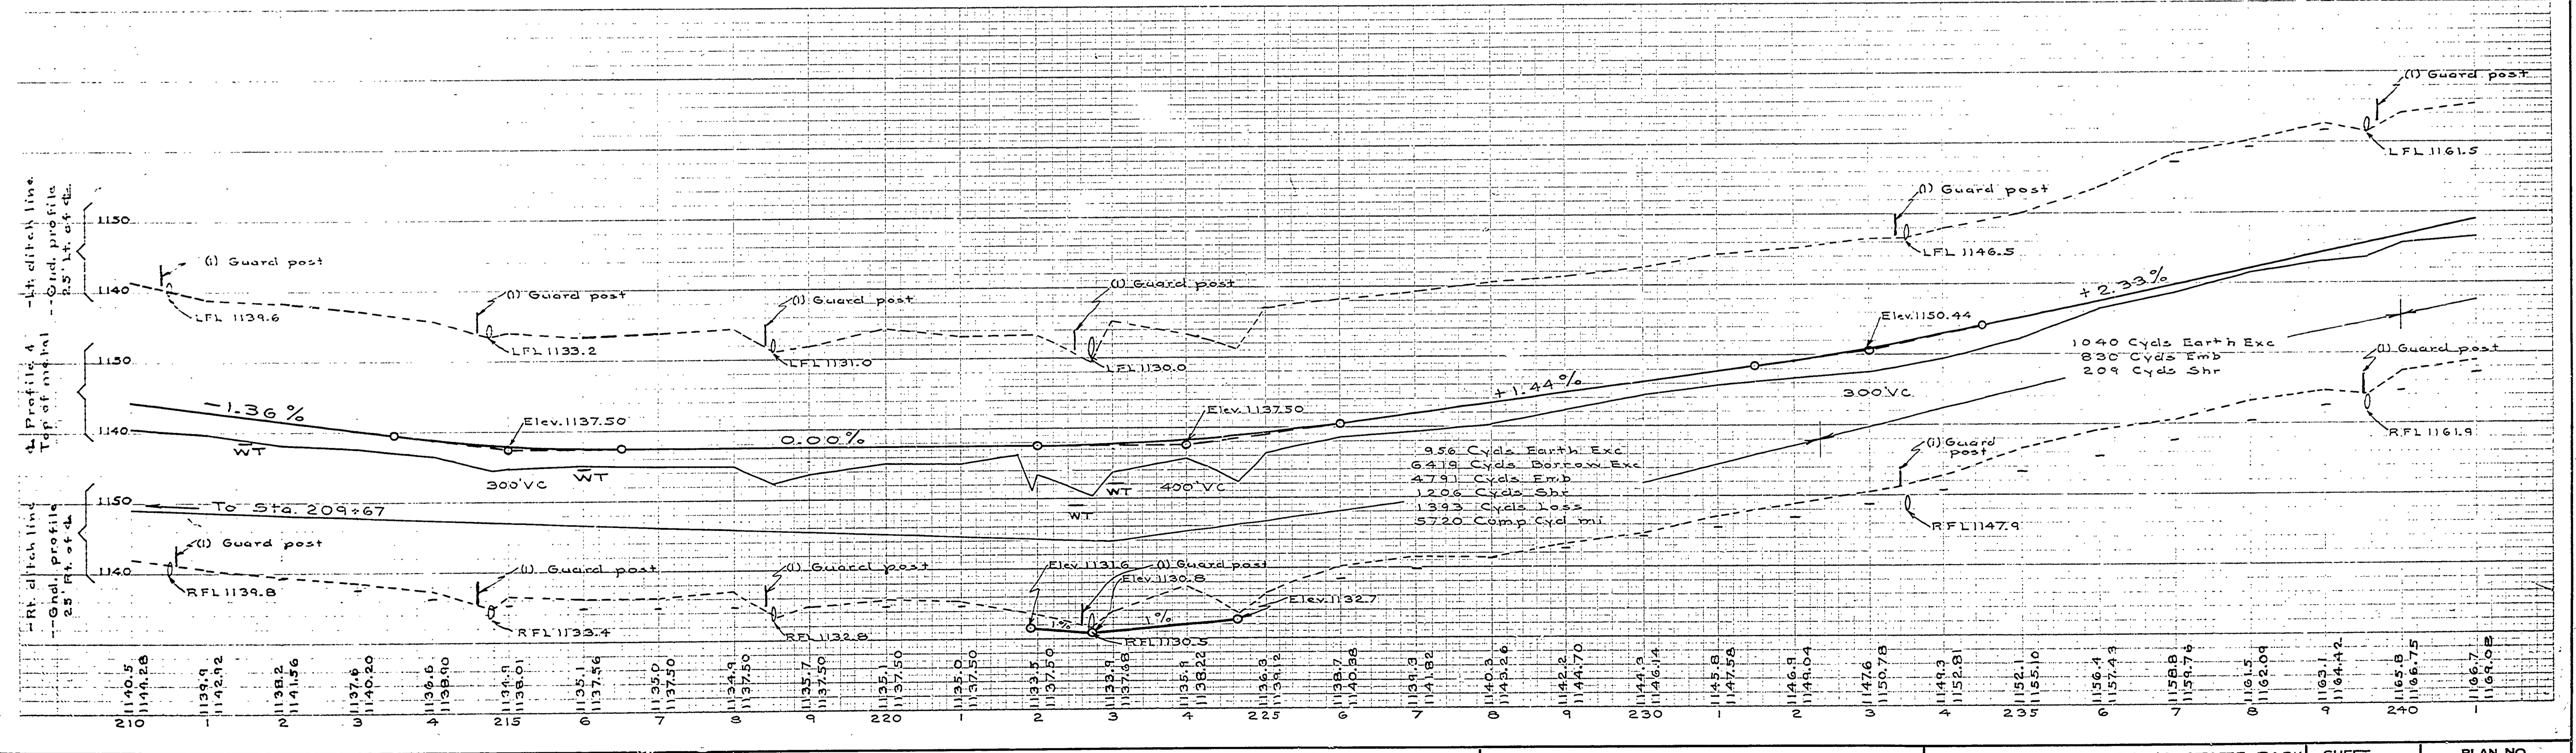 (1) Guard post
LFL 1161.5
(1) Guard post
LFL 1146.5
--Lt. ditch line
--Gnd. profile
25' Lt. of ℄
1150
1140
(1) Guard post
LFL 1139.6
(1) Guard post
LFL 1133.2
(1) Guard post
LFL 1131.0
(1) Guard post
LFL 1130.0
℄ Profile &
Top of metal
1150
1140
-1.36%
WT
Elev. 1137.50
300' VC
WT
0.00%
WT
WT
400' VC
Elev. 1137.50
+1.44%
Elev. 1150.44
300' VC
+2.33%
1040 Cyds Earth Exc
830 Cyds Emb
209 Cyds Shr
956 Cyds Earth Exc
6419 Cyds Borrow Exc
4791 Cyds Emb
1206 Cyds Shr
1393 Cyds Loss
5720 Comp Cyd mi
--Rt. ditch line
---Gnd. profile
25' Rt. of ℄
1150
1140
To Sta. 209+67
(1) Guard post
RFL 1139.8
(1) Guard post
RFL 1133.4
(1) Guard post
RFL 1132.8
Elev. 1131.6
(1) Guard post
Elev. 1130.8
1%
1%
RFL 1130.5
Elev. 1132.7
(1) Guard
post
RFL 1147.9
(1) Guard post
RFL 1161.9
1140.5
1144.28
1139.9
1142.92
1138.2
1141.56
1137.6
1140.20
1136.6
1138.90
1134.9
1138.01
1135.1
1137.56
1135.0
1137.50
1134.9
1137.50
1135.7
1137.50
1135.1
1137.50
1135.0
1137.50
1133.5
1137.50
1133.9
1137.68
1135.9
1138.22
1136.3
1139.12
1138.7
1140.38
1139.3
1141.82
1140.3
1143.26
1142.2
1144.70
1144.3
1146.14
1145.8
1147.58
1146.9
1149.04
1147.6
1150.78
1149.3
1152.81
1152.1
1155.10
1156.4
1157.43
1158.8
1159.76
1161.5
1162.09
1163.1
1164.42
1165.8
1166.75
1166.7
1169.08
210 1 2 3 4 215 6 7 8 9 220 1 2 3 4 225 6 7 8 9 230 1 2 3 4 235 6 7 8 9 240 1
SHEET
PLAN NO.